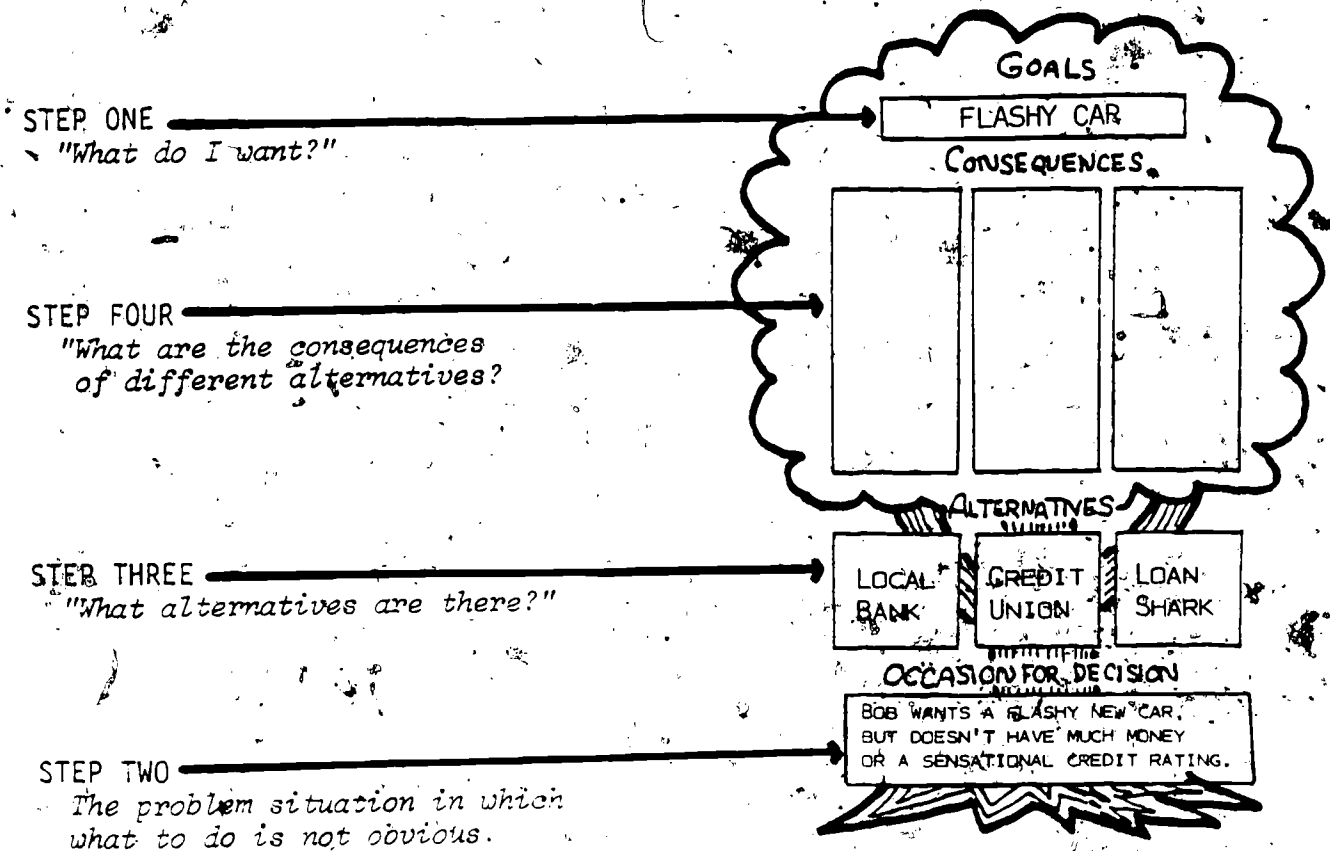 GOALS
STEP ONE
FLASHY CAR
"What do I want?"
CONSEQUENCES
STEP FOUR
"What are the consequences
of different alternatives?
ALTERNATIVES
STEP THREE
"What alternatives are there?"
LOCAL
BANK
CREDIT
UNION
LOAN
SHARK
OCCASION FOR DECISION
BOB WANTS A FLASHY NEW CAR,
BUT DOESN'T HAVE MUCH MONEY
OR A SENSATIONAL CREDIT RATING.
STEP TWO
The problem situation in which
what to do is not obvious.